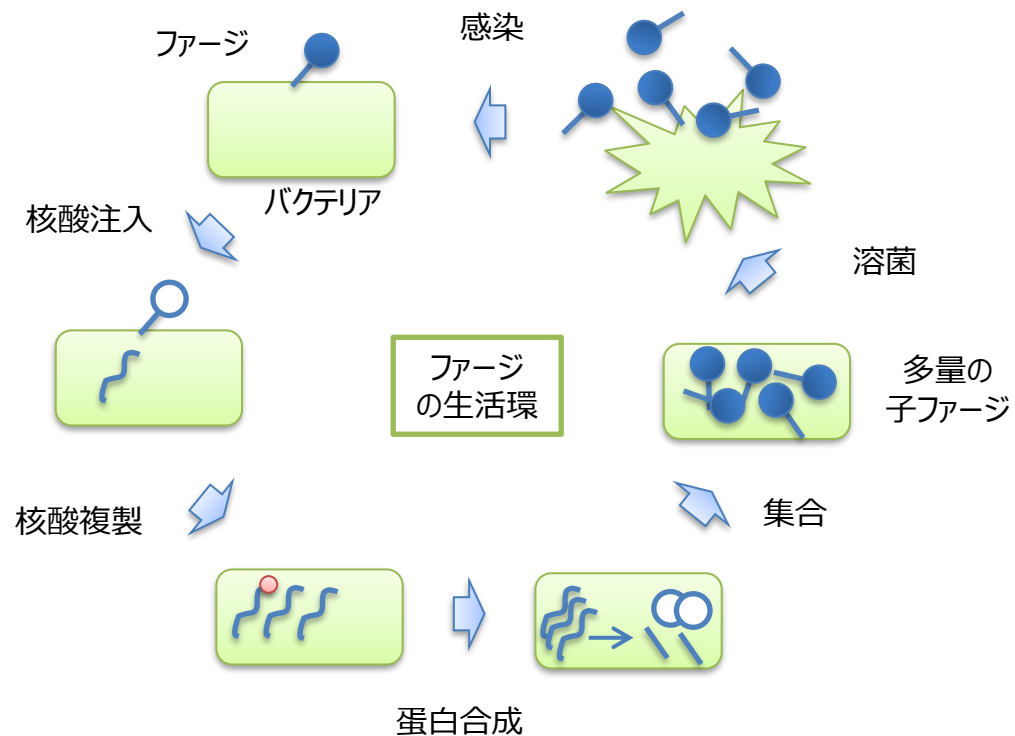 感染
ファージ
バクテリア
核酸注入
溶菌
ファージ
の生活環
多量の
子ファージ
核酸複製
集合
蛋白合成